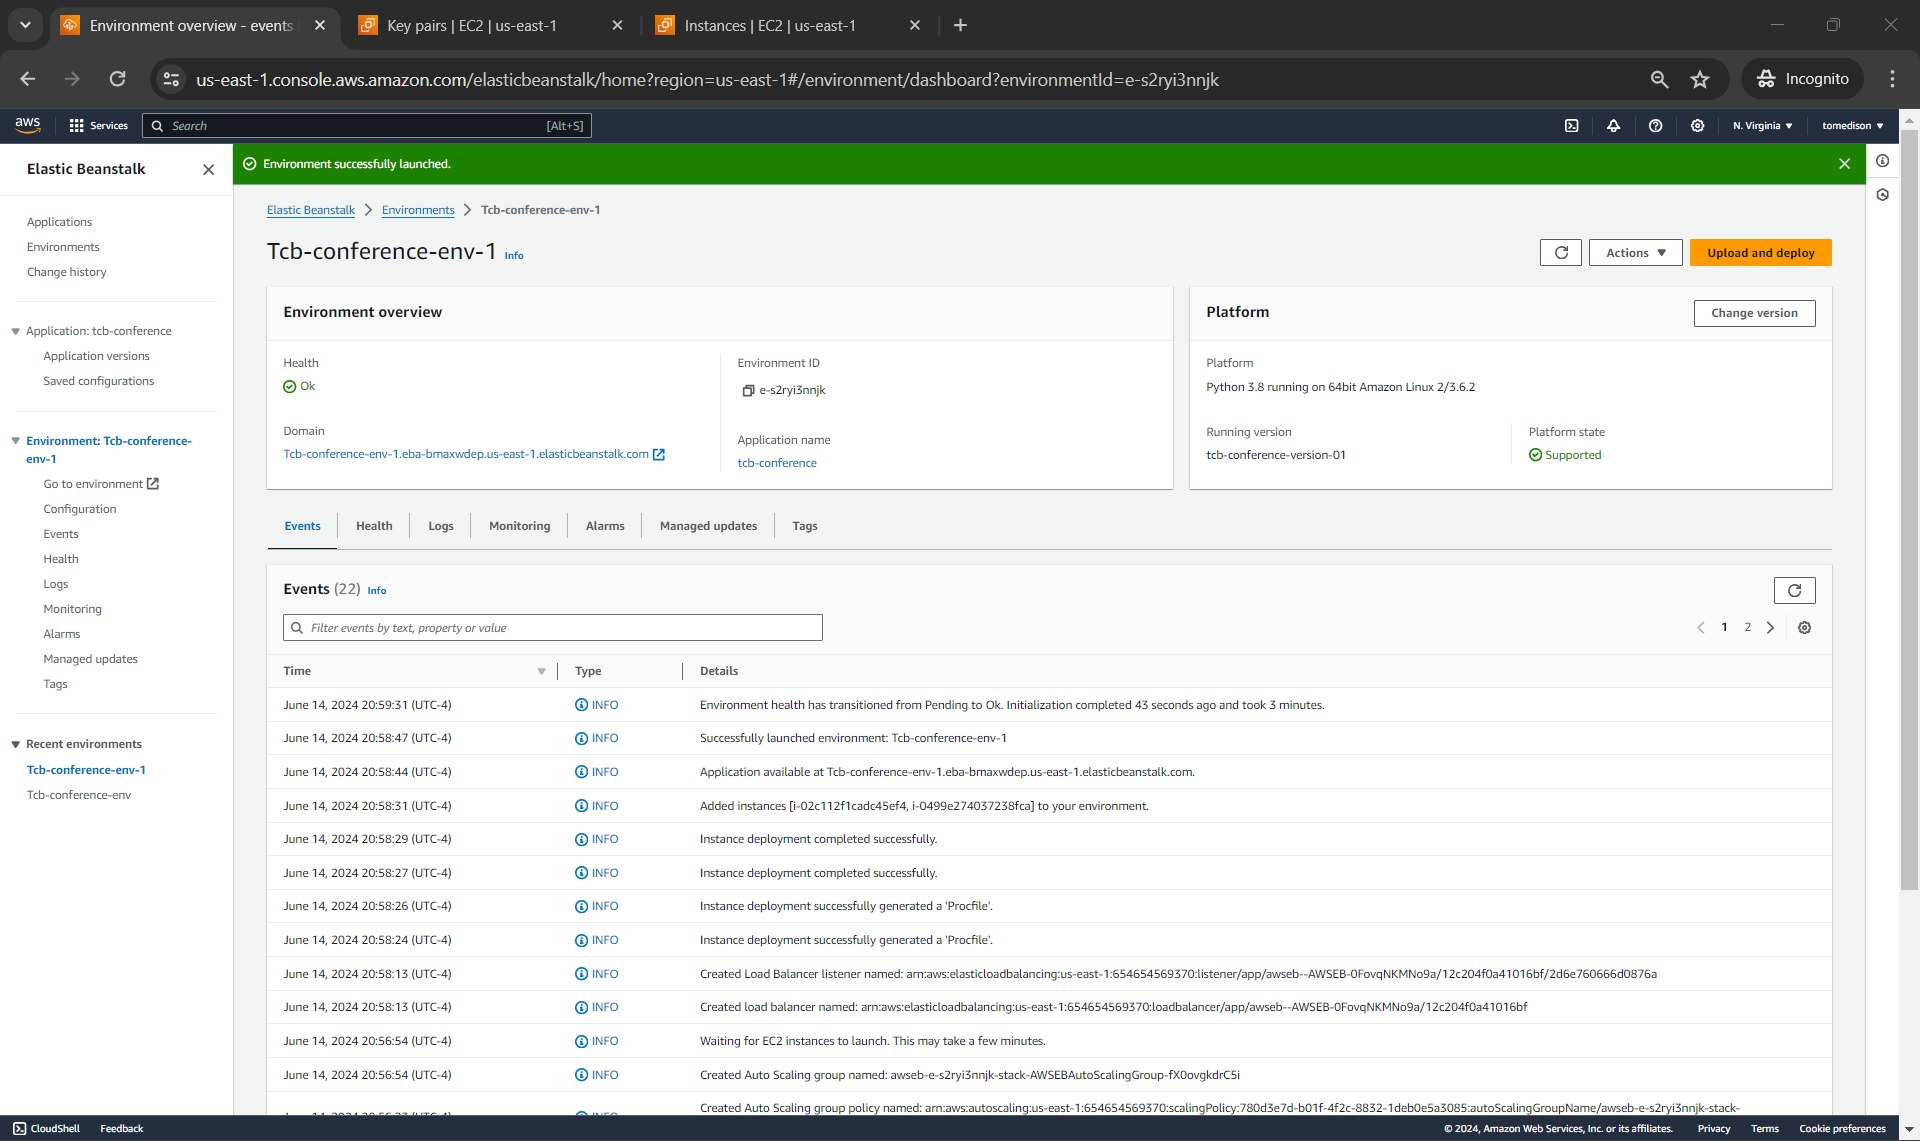 Environment overview - events
Key pairs | EC2 | us-east-1
Instances | EC2 | us-east-1
us-east-1.console.aws.amazon.com/elasticbeanstalk/home?region=us-east-1#/environment/dashboard?environmentId=e-s2ryi3nnjk
Incognito
aws
Services
Search
[Alt+S]
N. Virginia
tomedison
Elastic Beanstalk
Applications
Environments
Change history
Application: tcb-conference
Application versions
Saved configurations
Environment: Tcb-conference-
env-1
Go to environment
Configuration
Events
Health
Logs
Monitoring
Alarms
Managed updates
Tags
Recent environments
Tcb-conference-env-1
Tcb-conference-env
Environment successfully launched.
Elastic Beanstalk
Environments
Tcb-conference-env-1
Tcb-conference-env-1 Info
Actions
Upload and deploy
Environment overview
Health
Ok
Domain
Tcb-conference-env-1.eba-bmaxwdep.us-east-1.elasticbeanstalk.com
Environment ID
e-s2ryi3nnjk
Application name
tcb-conference
Platform
Change version
Platform
Python 3.8 running on 64bit Amazon Linux 2/3.6.2
Running version
tcb-conference-version-01
Platform state
Supported
Events
Health
Logs
Monitoring
Alarms
Managed updates
Tags
Events (22) Info
Filter events by text, property or value
1 2
Time Type Details
June 14, 2024 20:59:31 (UTC-4) INFO Environment health has transitioned from Pending to Ok. Initialization completed 43 seconds ago and took 3 minutes.
June 14, 2024 20:58:47 (UTC-4) INFO Successfully launched environment: Tcb-conference-env-1
June 14, 2024 20:58:44 (UTC-4) INFO Application available at Tcb-conference-env-1.eba-bmaxwdep.us-east-1.elasticbeanstalk.com.
June 14, 2024 20:58:31 (UTC-4) INFO Added instances [i-02c112f1cadc45ef4, i-0499e274037238fca] to your environment.
June 14, 2024 20:58:29 (UTC-4) INFO Instance deployment completed successfully.
June 14, 2024 20:58:27 (UTC-4) INFO Instance deployment completed successfully.
June 14, 2024 20:58:26 (UTC-4) INFO Instance deployment successfully generated a 'Procfile'.
June 14, 2024 20:58:24 (UTC-4) INFO Instance deployment successfully generated a 'Procfile'.
June 14, 2024 20:58:13 (UTC-4) INFO Created Load Balancer listener named: arn:aws:elasticloadbalancing:us-east-1:654654569370:listener/app/awseb--AWSEB-0FovqNKMNo9a/12c204f0a41016bf/2d6e760666d0876a
June 14, 2024 20:58:13 (UTC-4) INFO Created load balancer named: arn:aws:elasticloadbalancing:us-east-1:654654569370:loadbalancer/app/awseb--AWSEB-0FovqNKMNo9a/12c204f0a41016bf
June 14, 2024 20:56:54 (UTC-4) INFO Waiting for EC2 instances to launch. This may take a few minutes.
June 14, 2024 20:56:54 (UTC-4) INFO Created Auto Scaling group named: awseb-e-s2ryi3nnjk-stack-AWSEBAutoScalingGroup-fX0ovgkdrC5i
Created Auto Scaling group policy named: arn:aws:autoscaling:us-east-1:654654569370:scalingPolicy:780d3e7d-b01f-4f2c-8832-1deb0e5a3085:autoScalingGroupName/awseb-e-s2ryi3nnjk-stack-
CloudShell
Feedback
© 2024, Amazon Web Services, Inc. or its affiliates.
Privacy
Terms
Cookie preferences